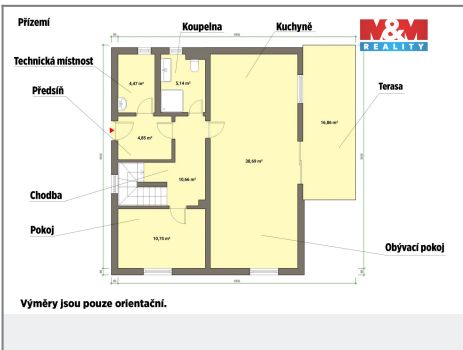 Přízemí
M&M
REALITY
Koupelna
Kuchyně
Technická místnost
4,47 m²
5,14 m²
Terasa
Předsíň
16,86 m²
4,85 m²
38,69 m²
10,66 m²
Chodba
Pokoj
10,75 m²
Obývací pokoj
Výměry jsou pouze orientační.